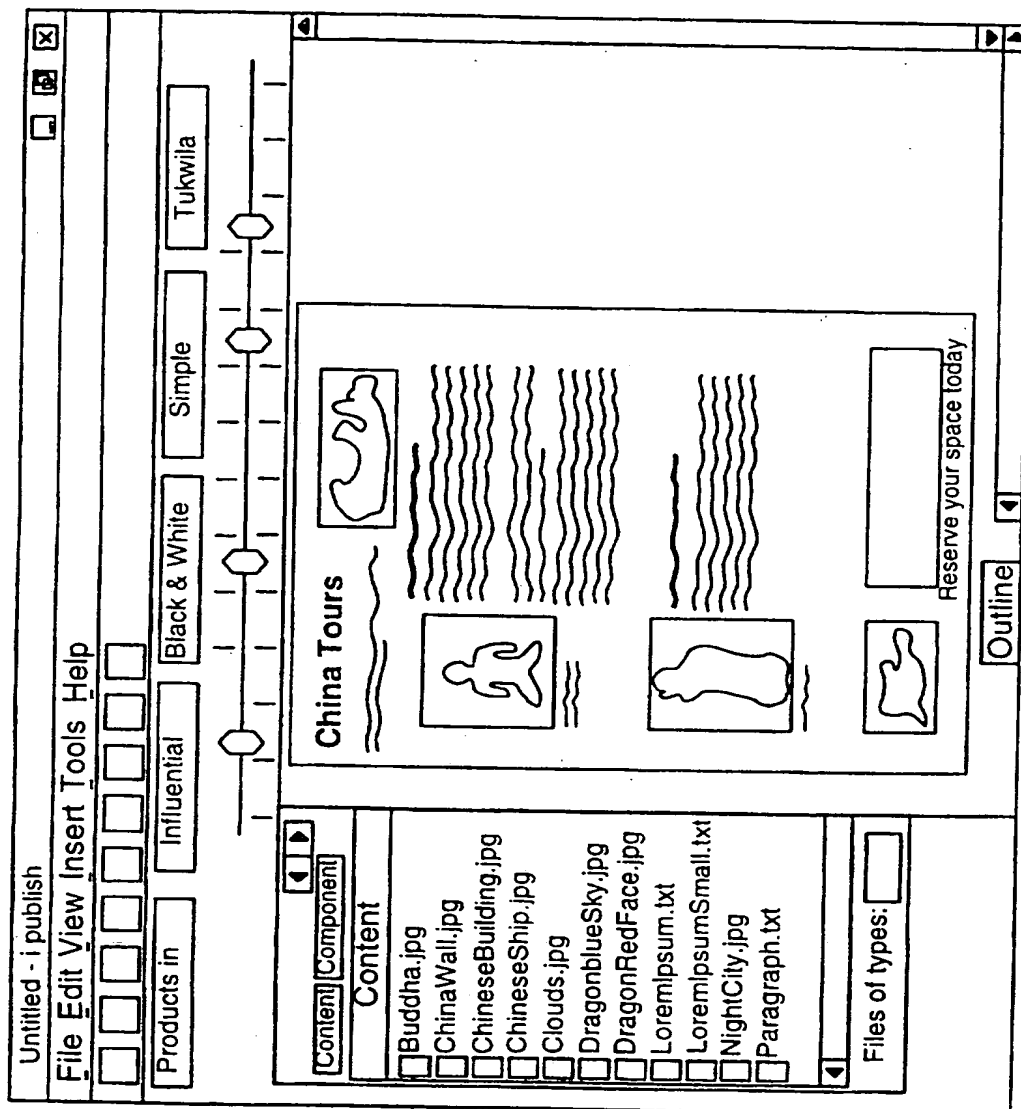 Untitled - i publish
File Edit View Insert Tools Help
Products in
Influential
Black & White
Simple
Tukwila
Content
Component
Content
Buddha.jpg
ChinaWall.jpg
ChineseBuilding.jpg
ChineseShip.jpg
Clouds.jpg
DragonblueSky.jpg
DragonRedFace.jpg
LoremIpsum.txt
LoremIpsumSmall.txt
NightCity.jpg
Paragraph.txt
Files of types:
China Tours
Reserve your space today
Outline